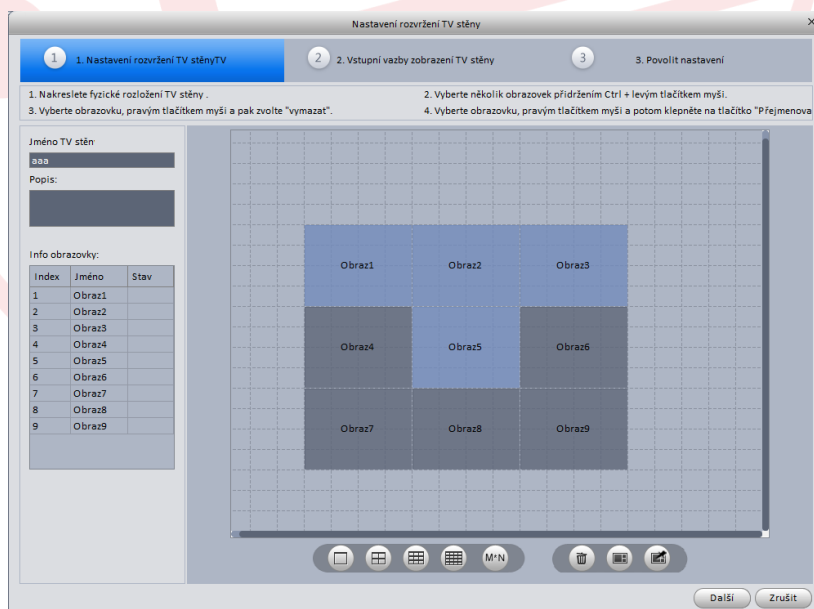 Nastavení rozvržení TV stěny
1 1. Nastavení rozvržení TV stěnyTV 2 2. Vstupní vazby zobrazení TV stěny 3 3. Povolit nastavení
1. Nakreslete fyzické rozložení TV stěny . 2. Vyberte několik obrazovek přidržením Ctrl + levým tlačítkem myši.
3. Vyberte obrazovku, pravým tlačítkem myši a pak zvolte "vymazat". 4. Vyberte obrazovku, pravým tlačítkem myši a potom klepněte na tlačítko "Přejmenova
Jméno TV stěn
aaa
Popis:
Info obrazovky:
Index Jméno Stav
1 Obraz1
2 Obraz2
3 Obraz3
4 Obraz4
5 Obraz5
6 Obraz6
7 Obraz7
8 Obraz8
9 Obraz9
Obraz1 Obraz2 Obraz3
Obraz4 Obraz5 Obraz6
Obraz7 Obraz8 Obraz9
M*N
Další Zrušit